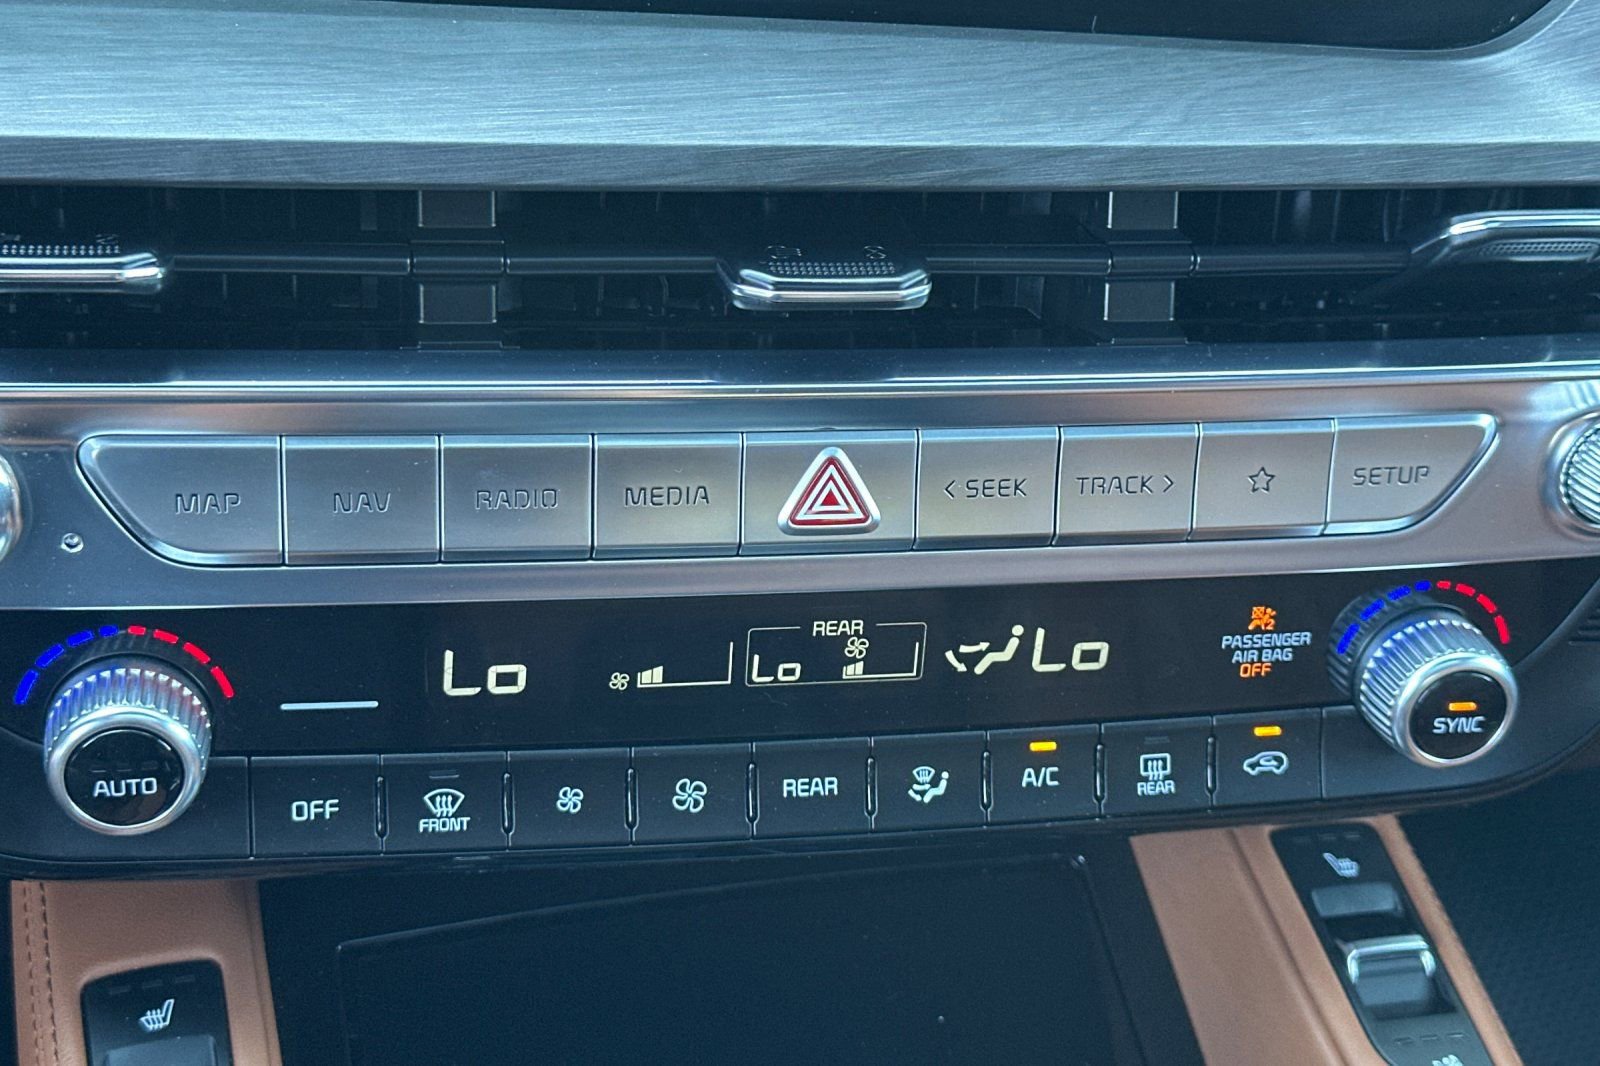 MAP
NAV
RADIO
MEDIA
< SEEK
TRACK >
SETUP
Lo
REAR
Lo
Lo
2
PASSENGER
AIR BAG
OFF
AUTO
OFF
FRONT
REAR
A/C
REAR
SYNC